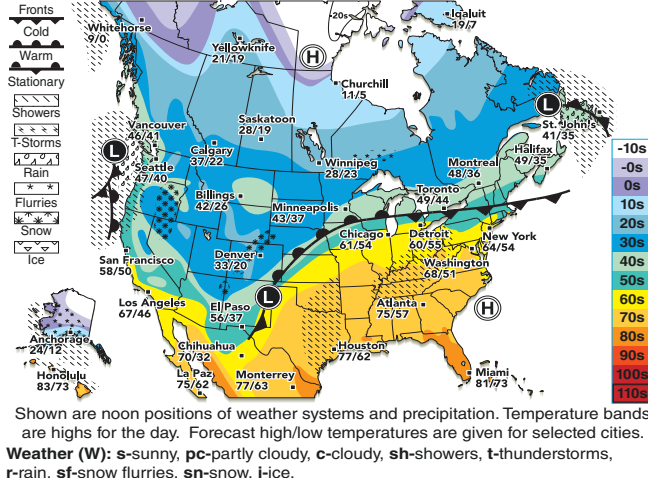 Fronts
Cold
Warm
Stationary
Showers
T-Storms
Rain
Flurries
Snow
Ice
Whitehorse
9/0
Yellowknife
21/19
H
-20s
Iqaluit
19/7
Churchill
11/5
Vancouver
46/41
Calgary
37/22
Saskatoon
28/19
Winnipeg
28/23
L
St. John's
41/35
Halifax
49/35
Montreal
48/36
Toronto
49/44
L
Seattle
47/40
Billings
42/26
Minneapolis
43/37
Chicago
61/54
Detroit
60/55
New York
64/54
Washington
68/51
San Francisco
58/50
Denver
33/20
Los Angeles
67/46
El Paso
56/37
L
Atlanta
75/57
H
Anchorage
24/12
Honolulu
83/73
Chihuahua
70/32
La Paz
75/62
Monterrey
77/63
Houston
77/62
Miami
81/73
-10s
-0s
0s
10s
20s
30s
40s
50s
60s
70s
80s
90s
100s
110s
Shown are noon positions of weather systems and precipitation. Temperature bands
are highs for the day. Forecast high/low temperatures are given for selected cities.
Weather (W): s-sunny, pc-partly cloudy, c-cloudy, sh-showers, t-thunderstorms,
r-rain, sf-snow flurries, sn-snow, i-ice.